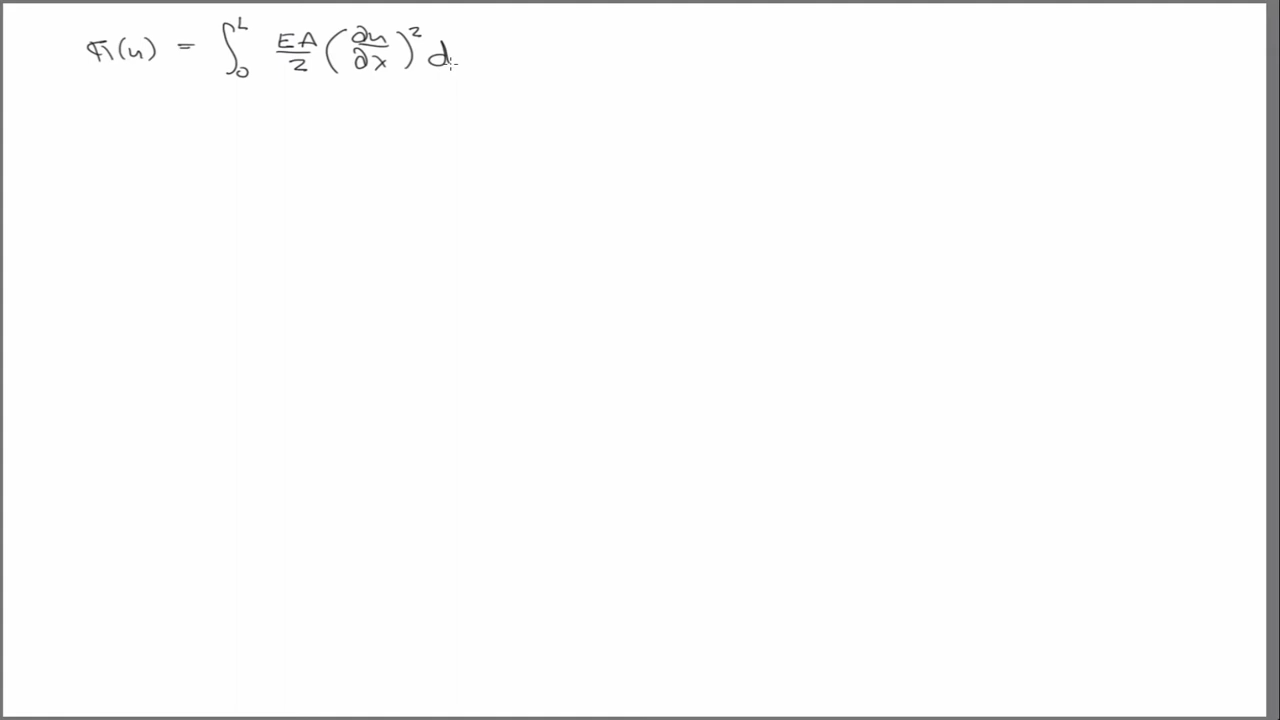 π(u) = ∫₀ᴸ EA/2 (∂u/∂x)² d